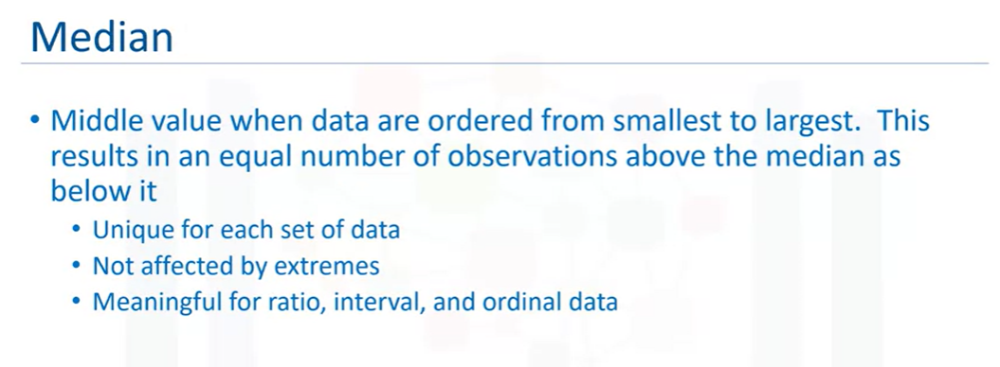 Median
• Middle value when data are ordered from smallest to largest.  This
results in an equal number of observations above the median as
below it
• Unique for each set of data
• Not affected by extremes
• Meaningful for ratio, interval, and ordinal data